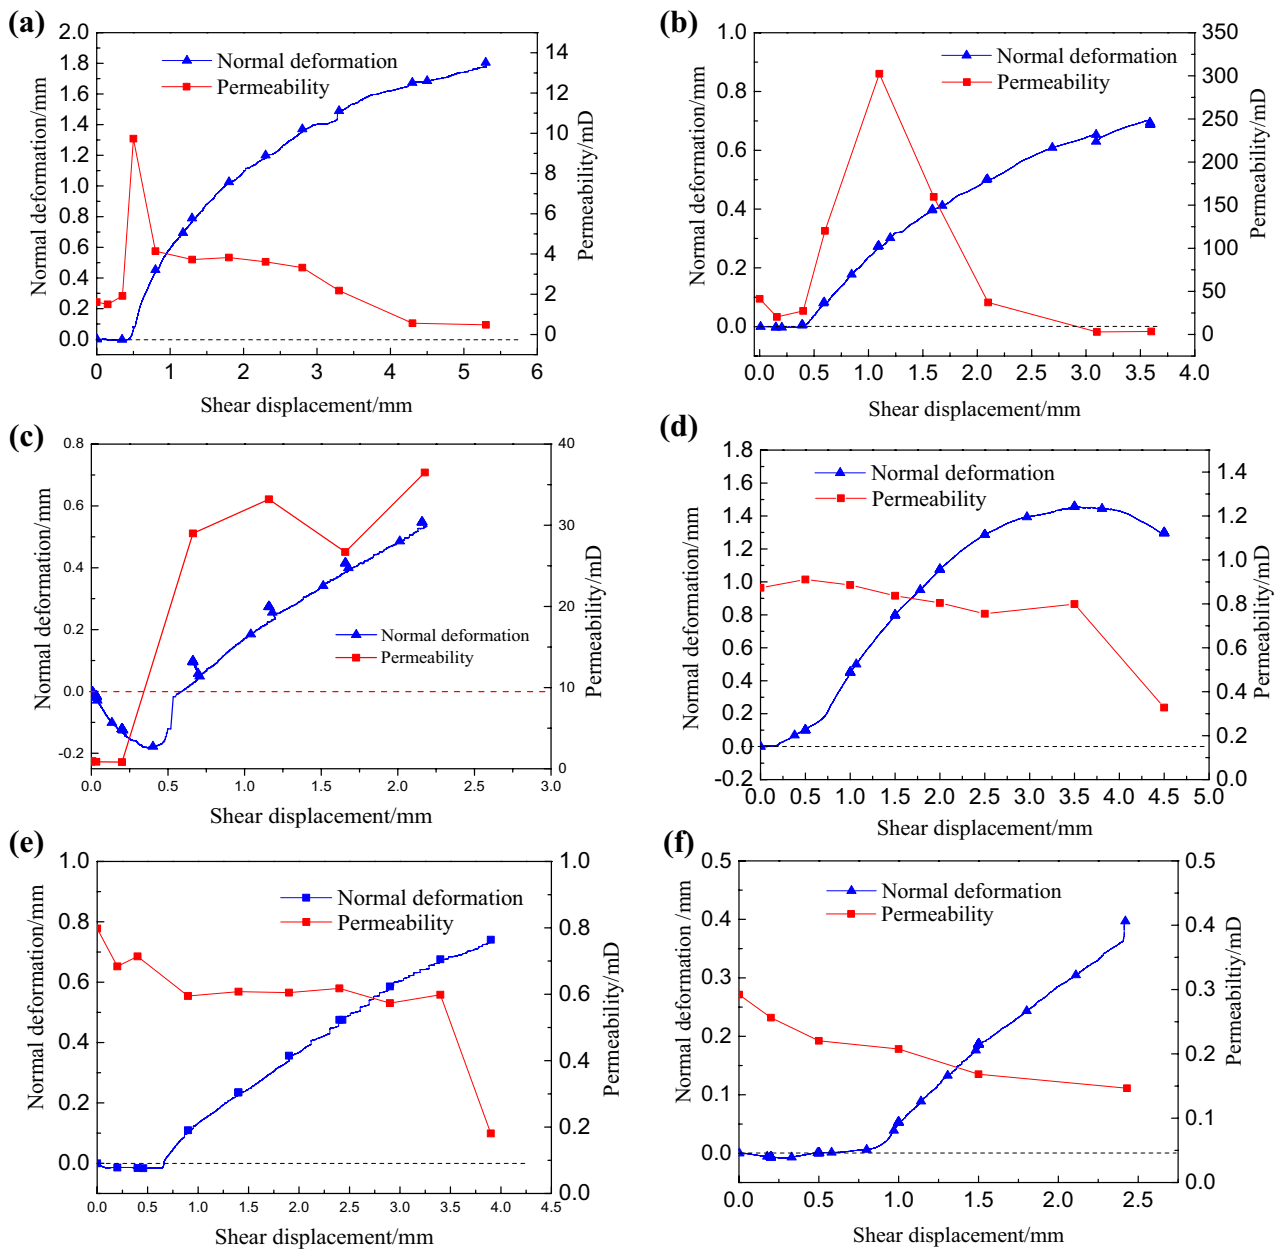 (a)
2.0
1.8
1.6
1.4
1.2
1.0
0.8
0.6
0.4
0.2
0.0
Normal deformation/mm
Normal deformation
Permeability
14
12
10
8
6
4
2
0
Permeability/mD
0 1 2 3 4 5 6
Shear displacement/mm
(b)
1.0
0.8
0.6
0.4
0.2
0.0
Normal deformation/mm
Normal deformation
Permeability
350
300
250
200
150
100
50
0
Permeability/mD
0.0 0.5 1.0 1.5 2.0 2.5 3.0 3.5 4.0
Shear displacement/mm
(c)
0.8
0.6
0.4
0.2
0.0
-0.2
Normal deformation/mm
Normal deformation
Permeability
40
30
20
10
0
Permeability/mD
0.0 0.5 1.0 1.5 2.0 2.5 3.0
Shear displacement/mm
(d)
1.8
1.6
1.4
1.2
1.0
0.8
0.6
0.4
0.2
0.0
-0.2
Normal deformation/mm
Normal deformation
Permeability
1.4
1.2
1.0
0.8
0.6
0.4
0.2
0.0
Permeability/mD
0.0 0.5 1.0 1.5 2.0 2.5 3.0 3.5 4.0 4.5 5.0
Shear displacement/mm
(e)
1.0
0.8
0.6
0.4
0.2
0.0
Normal deformation/mm
Normal deformation
Permeability
1.0
0.8
0.6
0.4
0.2
0.0
Permeability/mD
0.0 0.5 1.0 1.5 2.0 2.5 3.0 3.5 4.0 4.5
Shear displacement/mm
(f)
0.5
0.4
0.3
0.2
0.1
0.0
Normal deformation /mm
Normal deformation
Permeability
0.5
0.4
0.3
0.2
0.1
0.0
Permeabiltiy/mD
0.0 0.5 1.0 1.5 2.0 2.5
Shear displacement/mm